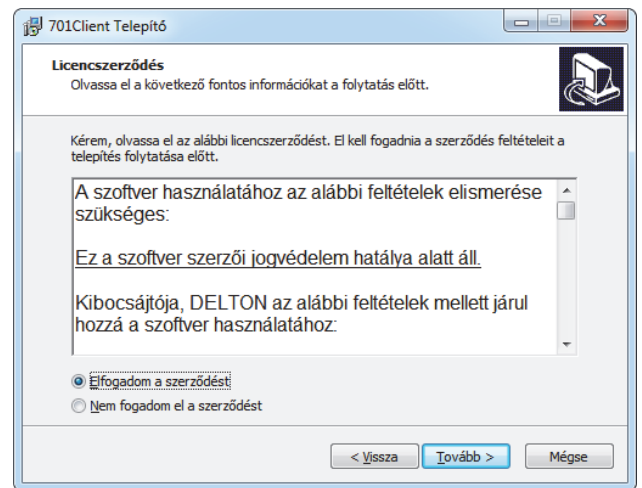 701Client Telepítő
Licencszerződés
Olvassa el a következő fontos információkat a folytatás előtt.
Kérem, olvassa el az alábbi licencszerződést. El kell fogadnia a szerződés feltételeit a
telepítés folytatása előtt.
A szoftver használatához az alábbi feltételek elismerése
szükséges:
Ez a szoftver szerzői jogvédelem hatálya alatt áll.
Kibocsájtója, DELTON az alábbi feltételek mellett járul
hozzá a szoftver használatához:
Elfogadom a szerződést
Nem fogadom el a szerződést
< Vissza
Tovább >
Mégse